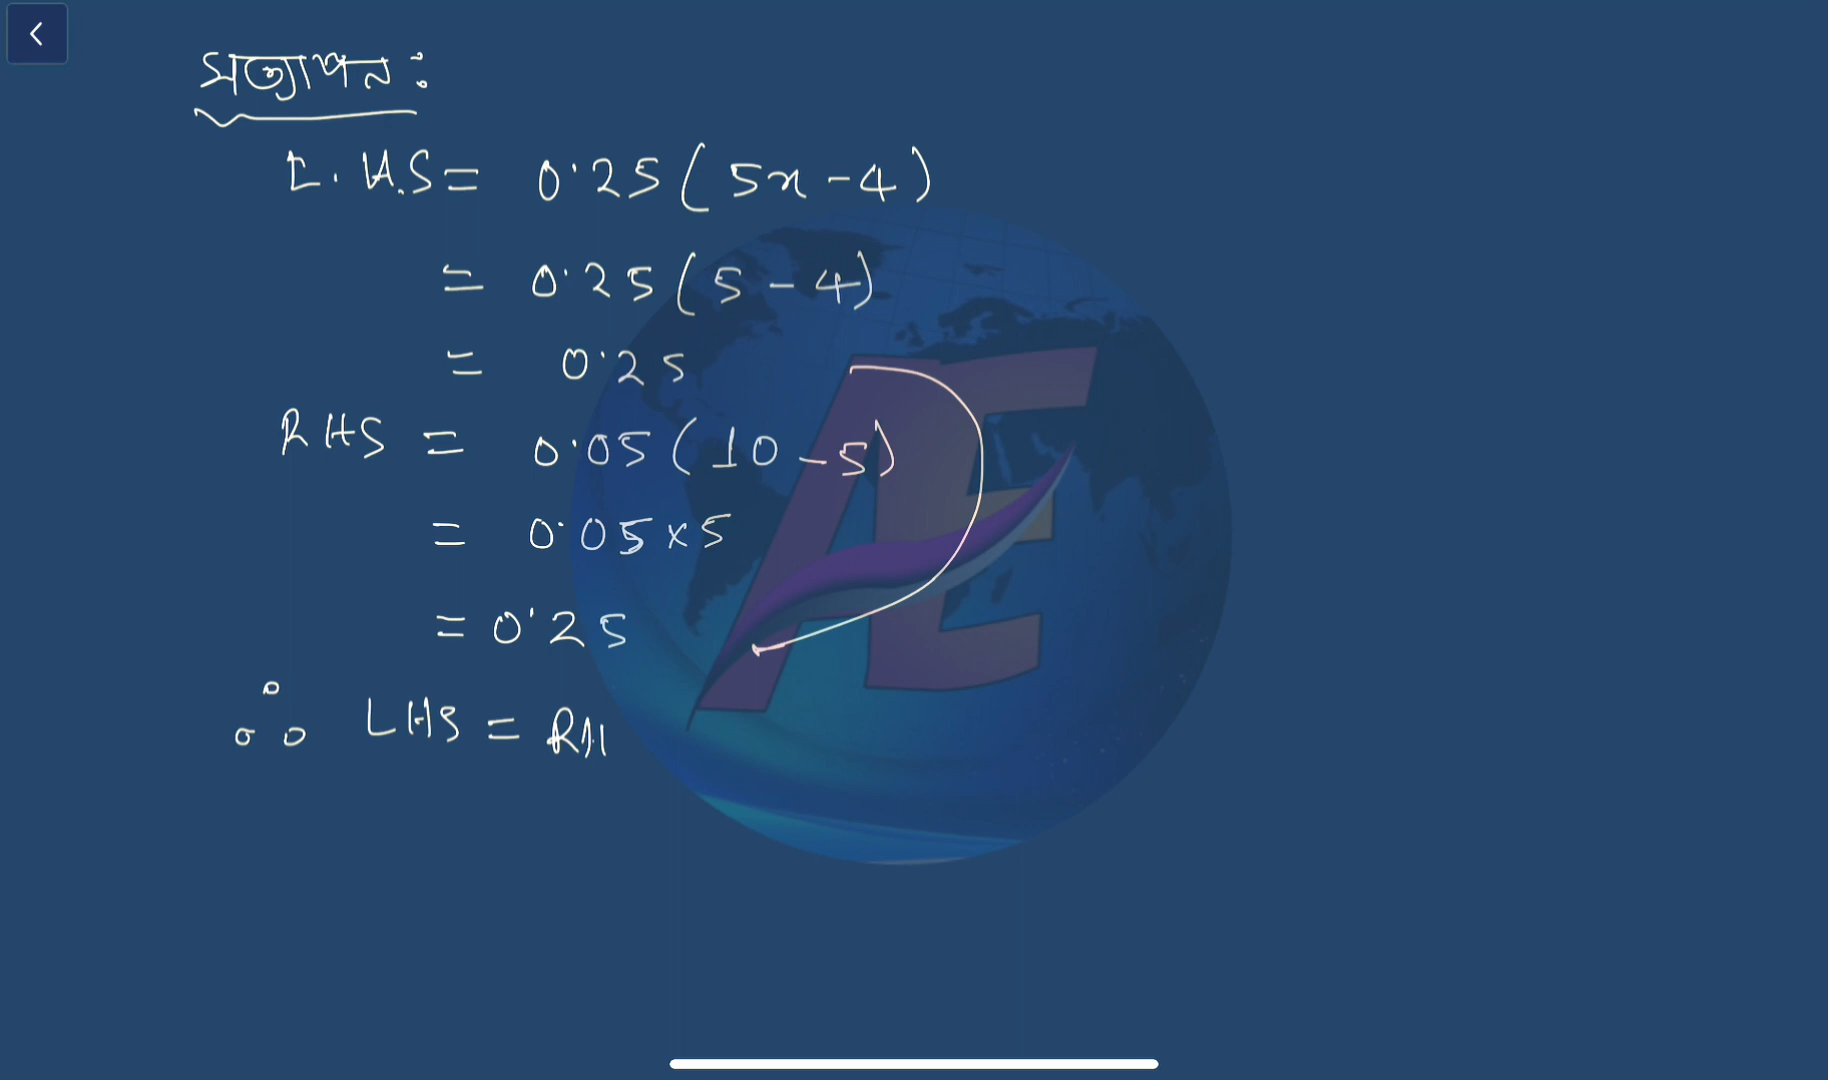 সত্যাপন :
L.H.S = 0.25 ( 5x - 4 )
= 0.25 ( 5 - 4 )
= 0.25
RHS = 0.05 ( 10 - 5 )
= 0.05 x 5
= 0.25
∴ LHS = RH
AE